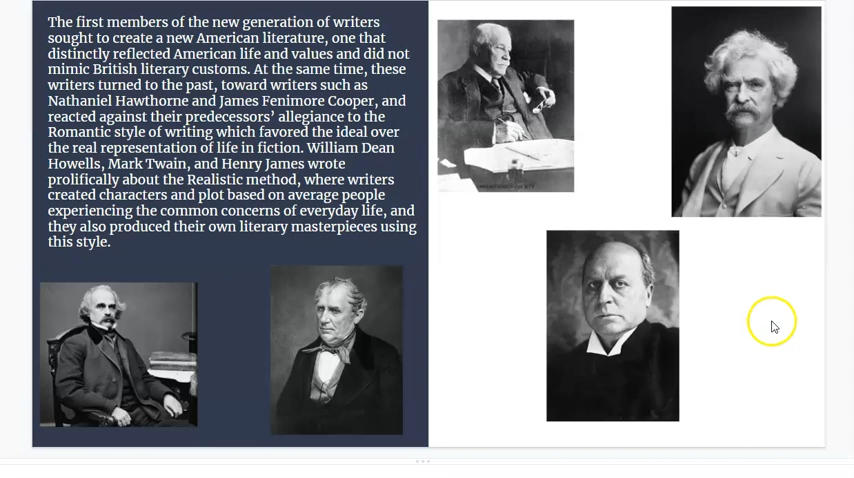 The first members of the new generation of writers
sought to create a new American literature, one that
distinctly reflected American life and values and did not
mimic British literary customs. At the same time, these
writers turned to the past, toward writers such as
Nathaniel Hawthorne and James Fenimore Cooper, and
reacted against their predecessors’ allegiance to the
Romantic style of writing which favored the ideal over
the real representation of life in fiction. William Dean
Howells, Mark Twain, and Henry James wrote
prolifically about the Realistic method, where writers
created characters and plot based on average people
experiencing the common concerns of everyday life, and
they also produced their own literary masterpieces using
this style.